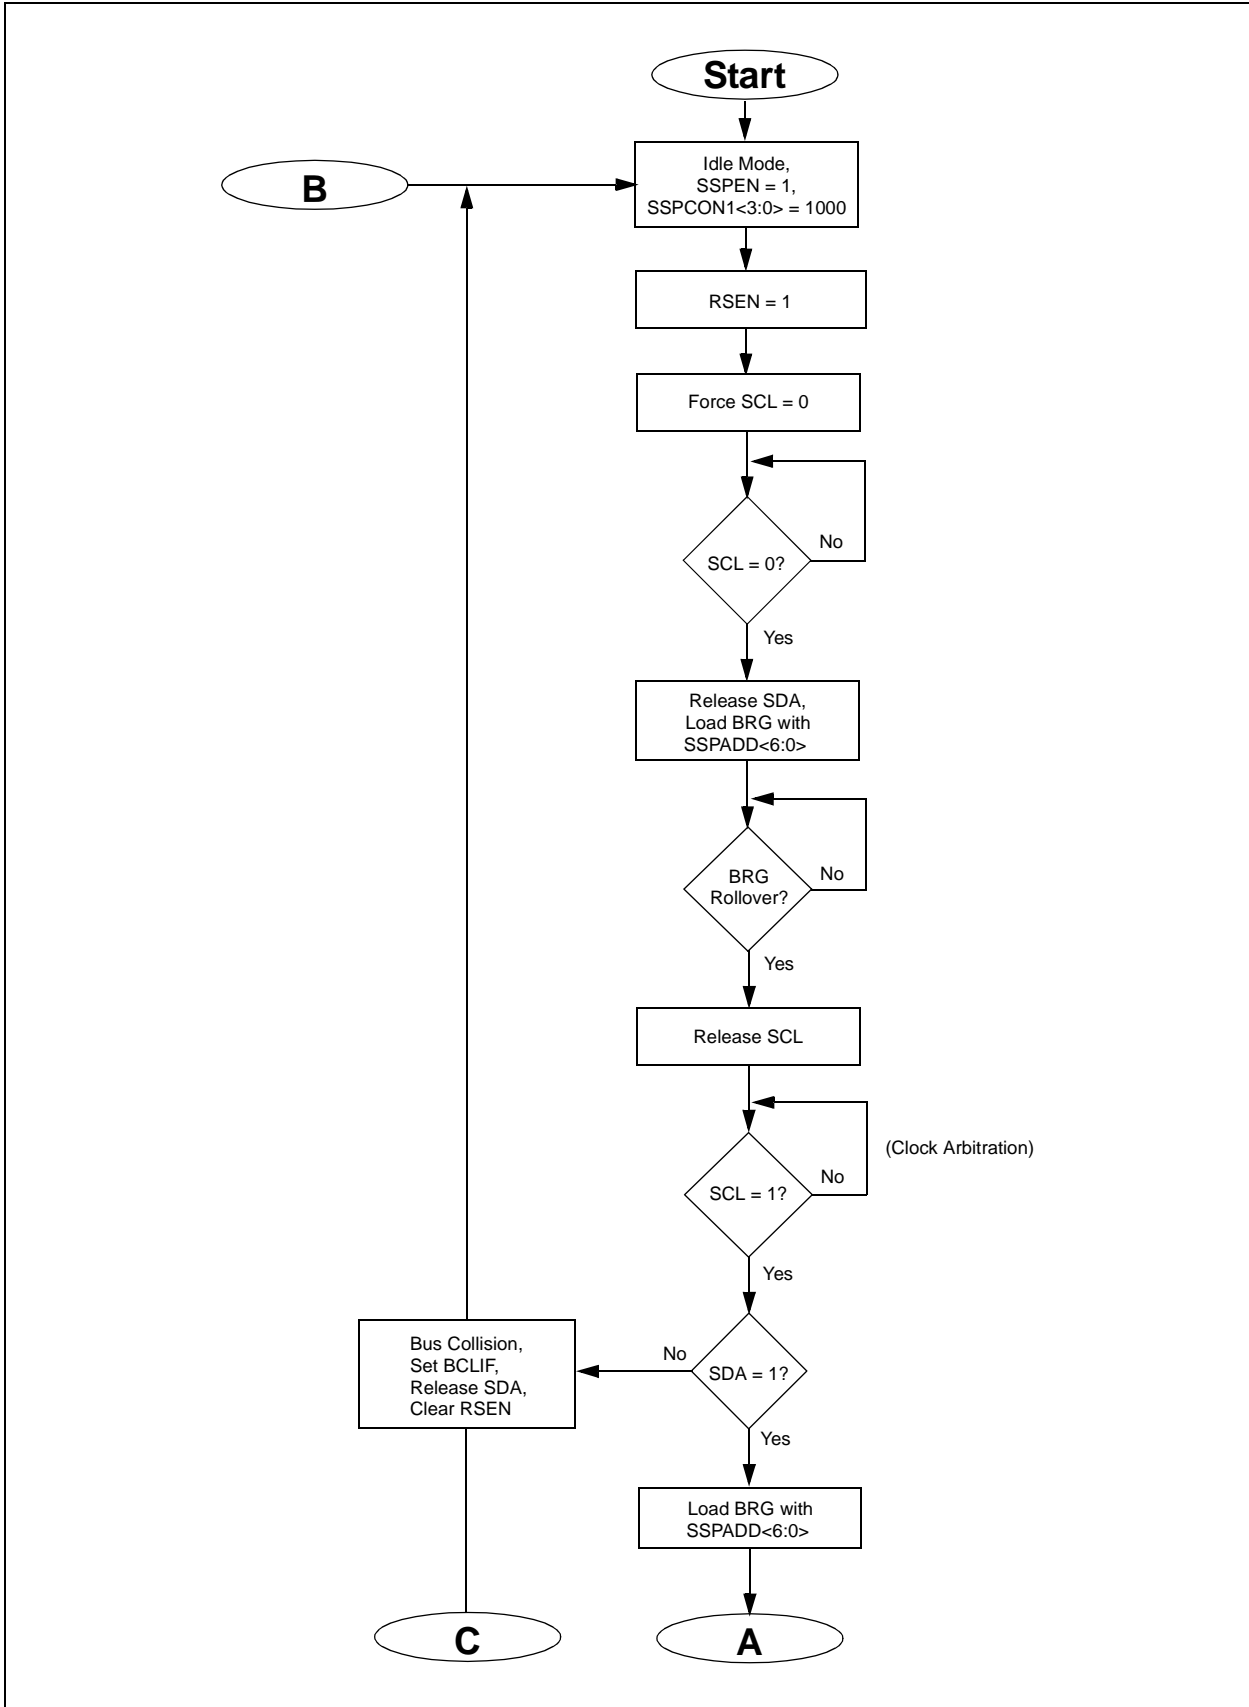 Start
B
Idle Mode,
SSPEN = 1,
SSPCON1<3:0> = 1000
RSEN = 1
Force SCL = 0
SCL = 0?
No
Yes
Release SDA,
Load BRG with
SSPADD<6:0>
BRG
Rollover?
No
Yes
Release SCL
(Clock Arbitration)
SCL = 1?
No
Yes
Bus Collision,
Set BCLIF,
Release SDA,
Clear RSEN
No
SDA = 1?
Yes
Load BRG with
SSPADD<6:0>
C
A